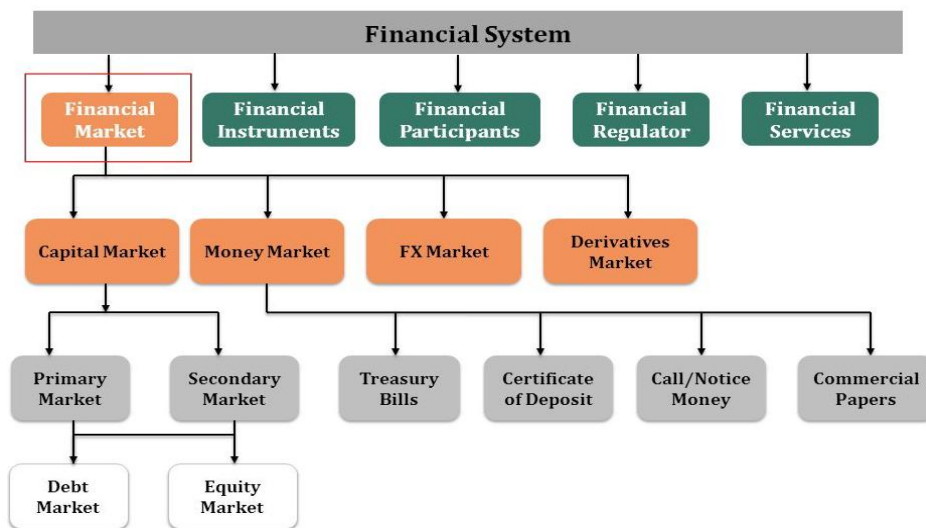 Financial System
Financial
Market
Financial
Instruments
Financial
Participants
Financial
Regulator
Financial
Services
Capital Market
Money Market
FX Market
Derivatives
Market
Primary
Market
Secondary
Market
Treasury
Bills
Certificate
of Deposit
Call/Notice
Money
Commercial
Papers
Debt
Market
Equity
Market